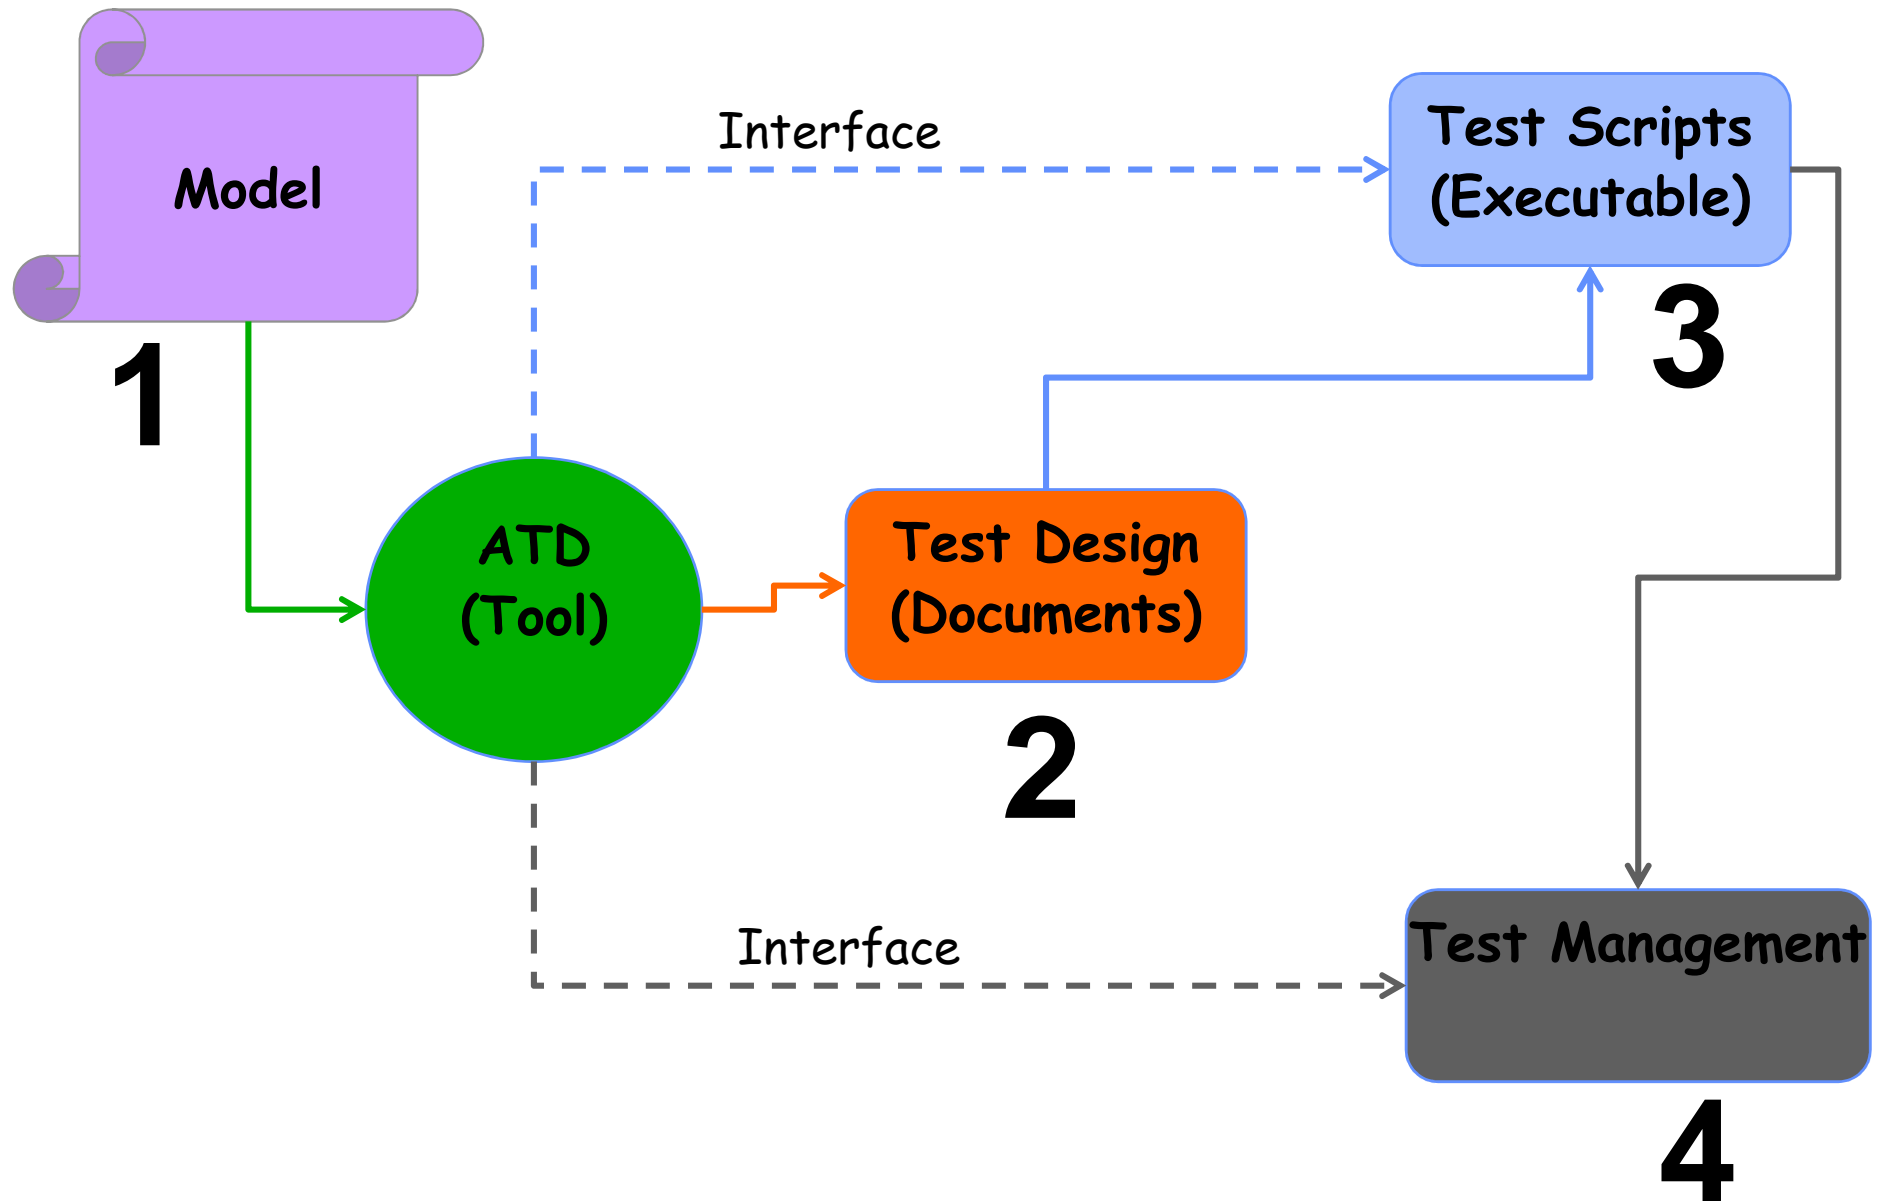 Model
1
Interface
Test Scripts
(Executable)
3
ATD
(Tool)
Test Design
(Documents)
2
Interface
Test Management
4